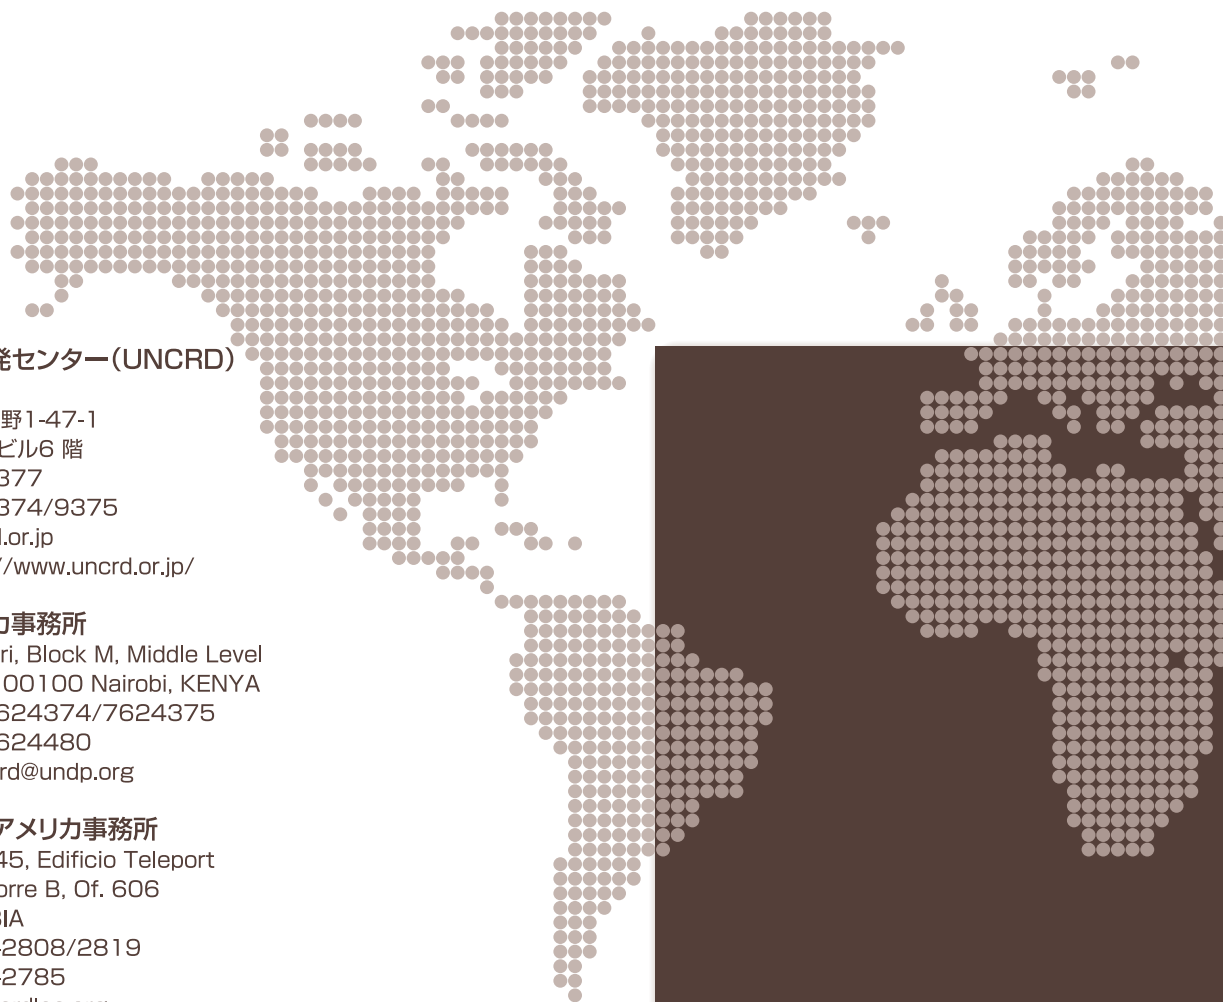 発センター（UNCRD）
野1-47-1
ビル6 階
377
374/9375
.or.jp
//www.uncrd.or.jp/
カ事務所
ri, Block M, Middle Level
00100 Nairobi, KENYA
624374/7624375
624480
rd@undp.org
アメリカ事務所
45, Edificio Teleport
orre B, Of. 606
IA
-2808/2819
-2785